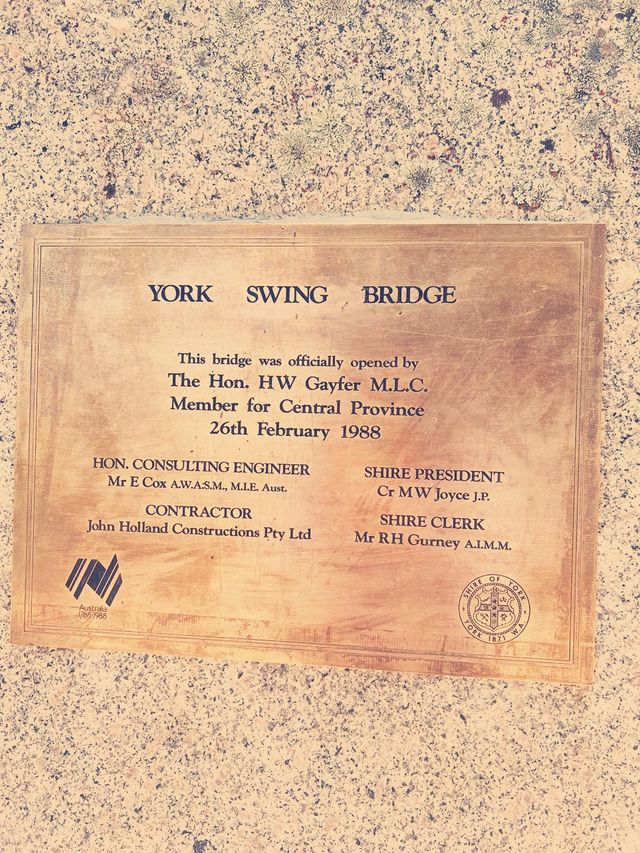 YORK SWING BRIDGE
This bridge was officially opened by
The Hon. HW Gayfer M.L.C.
Member for Central Province
26th February 1988
HON. CONSULTING ENGINEER
Mr E Cox A.W.A.S.M., M.I.E. Aust.
CONTRACTOR
John Holland Constructions Pty Ltd
SHIRE PRESIDENT
Cr M W Joyce J.P.
SHIRE CLERK
Mr RH Gurney A.I.M.M.
Australia
1788-1988
SHIRE OF YORK
YORK 1871 W.A